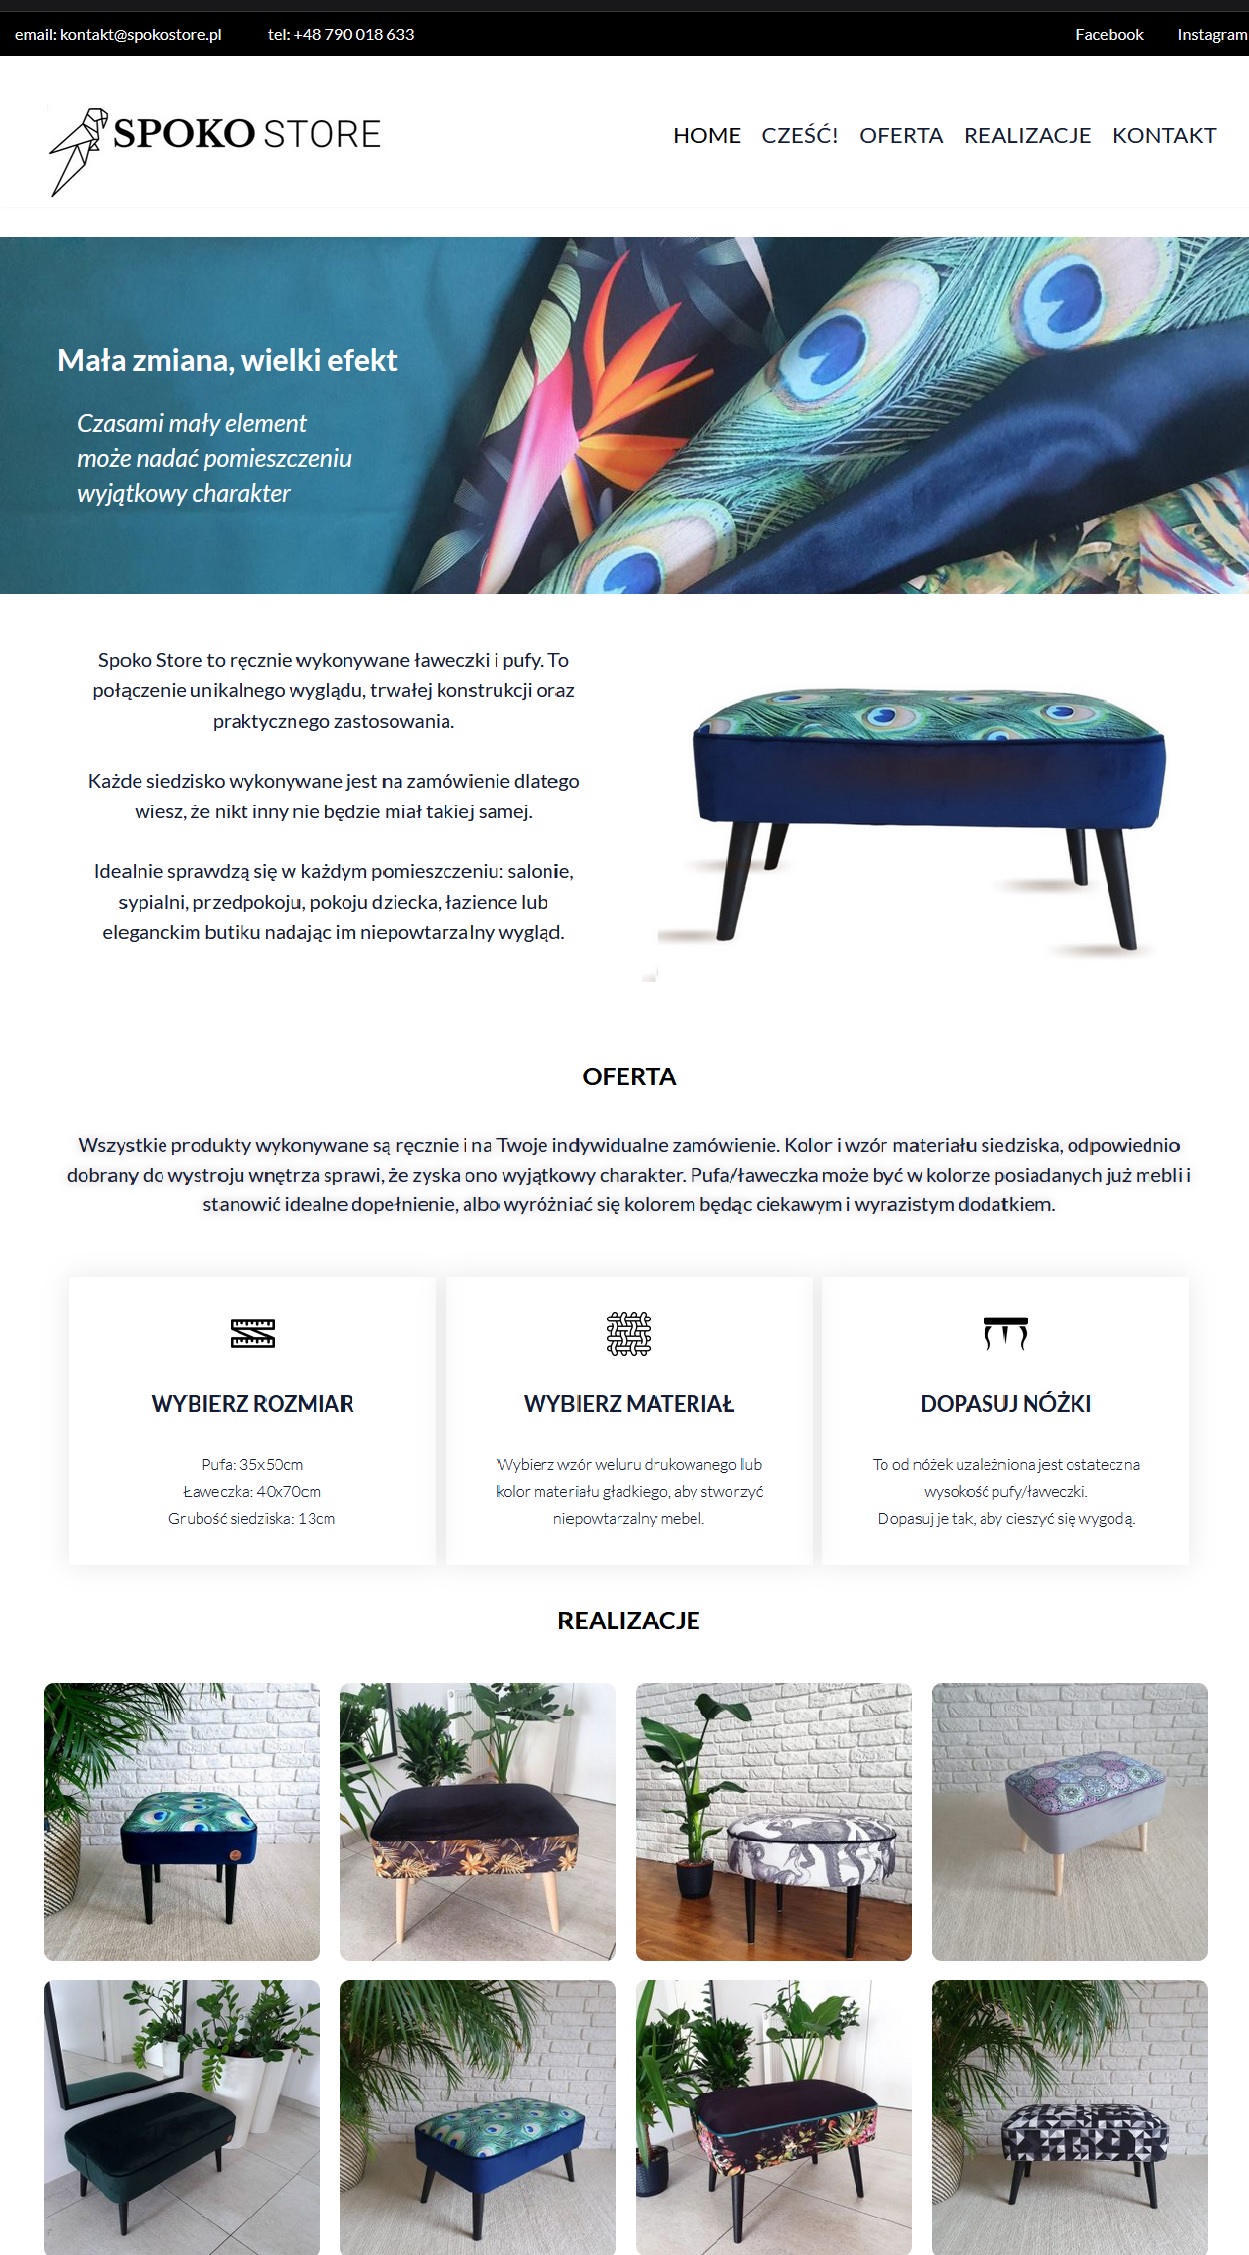 email: kontakt@spokostore.pl tel: +48 790 018 633 Facebook Instagram
SPOKO STORE
HOME CZEŚĆ! OFERTA REALIZACJE KONTAKT
Mała zmiana, wielki efekt
Czasami mały element
może nadać pomieszczeniu
wyjątkowy charakter
Spoko Store to ręcznie wykonywane ławeczki i pufy. To
połączenie unikalnego wyglądu, trwałej konstrukcji oraz
praktycznego zastosowania.
Każde siedzisko wykonywane jest na zamówienie dlatego
wiesz, że nikt inny nie będzie miał takiej samej.
Idealnie sprawdzą się w każdym pomieszczeniu: salonie,
sypialni, przedpokoju, pokoju dziecka, łazience lub
eleganckim butiku nadając im niepowtarzalny wygląd.
OFERTA
Wszystkie produkty wykonywane są ręcznie i na Twoje indywidualne zamówienie. Kolor i wzór materiału siedziska, odpowiednio
dobrany do wystroju wnętrza sprawi, że zyska ono wyjątkowy charakter. Pufa/ławeczka może być w kolorze posiadanych już mebli i
stanowić idealne dopełnienie, albo wyróżniać się kolorem będąc ciekawym i wyrazistym dodatkiem.
WYBIERZ ROZMIAR
Pufa: 35x50cm
Ławeczka: 40x70cm
Grubość siedziska: 13cm
WYBIERZ MATERIAŁ
Wybierz wzór weluru drukowanego lub
kolor materiału gładkiego, aby stworzyć
niepowtarzalny mebel.
DOPASUJ NÓŻKI
To od nóżek uzależniona jest ostateczna
wysokość pufy/ławeczki.
Dopasuj je tak, aby cieszyć się wygodą.
REALIZACJE